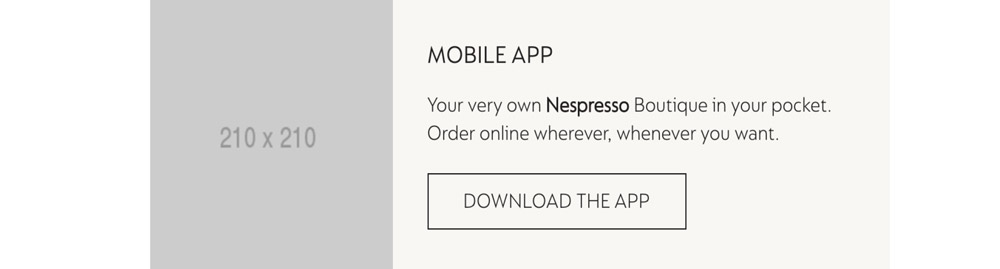 210 x 210
MOBILE APP
Your very own Nespresso Boutique in your pocket.
Order online wherever, whenever you want.
DOWNLOAD THE APP